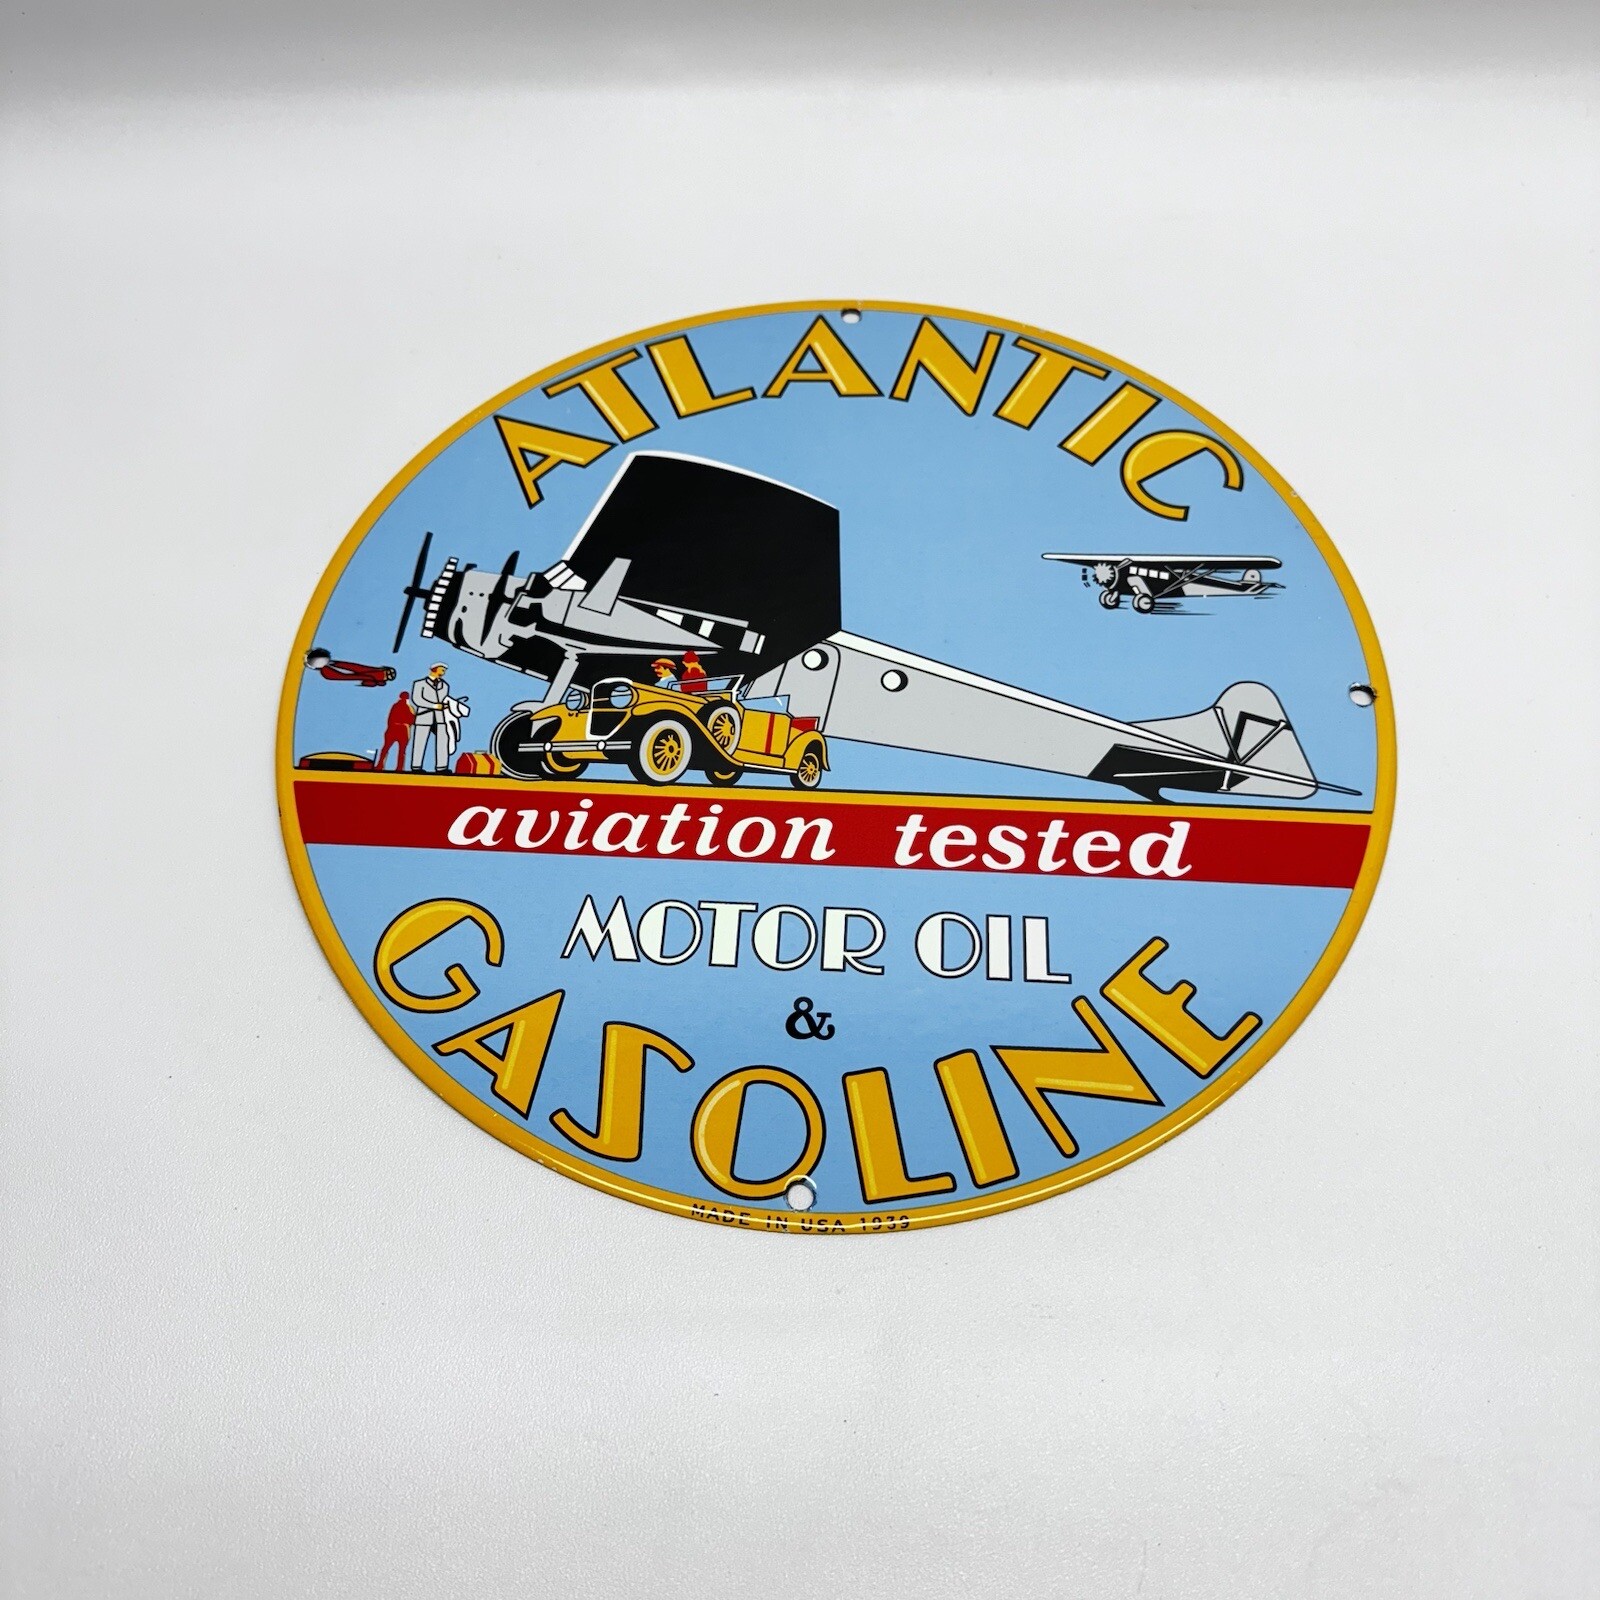 ATLANTIC
aviation tested
MOTOR OIL
&
GASOLINE
MADE IN USA 1939